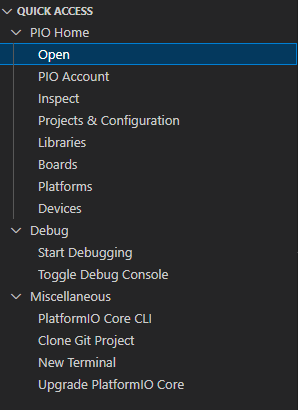 QUICK ACCESS
PIO Home
Open
PIO Account
Inspect
Projects & Configuration
Libraries
Boards
Platforms
Devices
Debug
Start Debugging
Toggle Debug Console
Miscellaneous
PlatformIO Core CLI
Clone Git Project
New Terminal
Upgrade PlatformIO Core